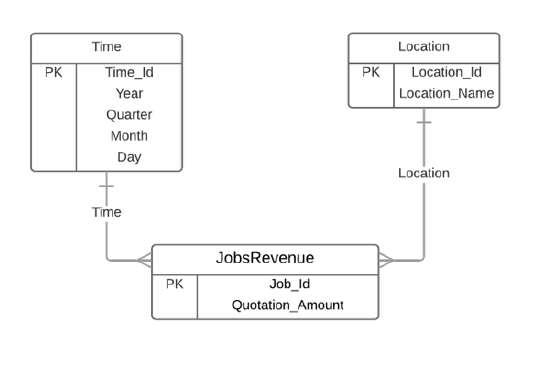 Time
PK Time_Id
Year
Quarter
Month
Day
Location
PK Location_Id
Location_Name
Time
Location
JobsRevenue
PK Job_Id
Quotation_Amount